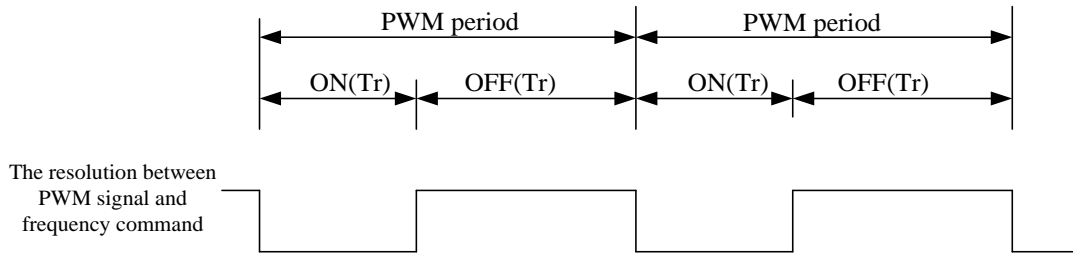 PWM period
PWM period
ON(Tr)
OFF(Tr)
ON(Tr)
OFF(Tr)
The resolution between
PWM signal and
frequency command